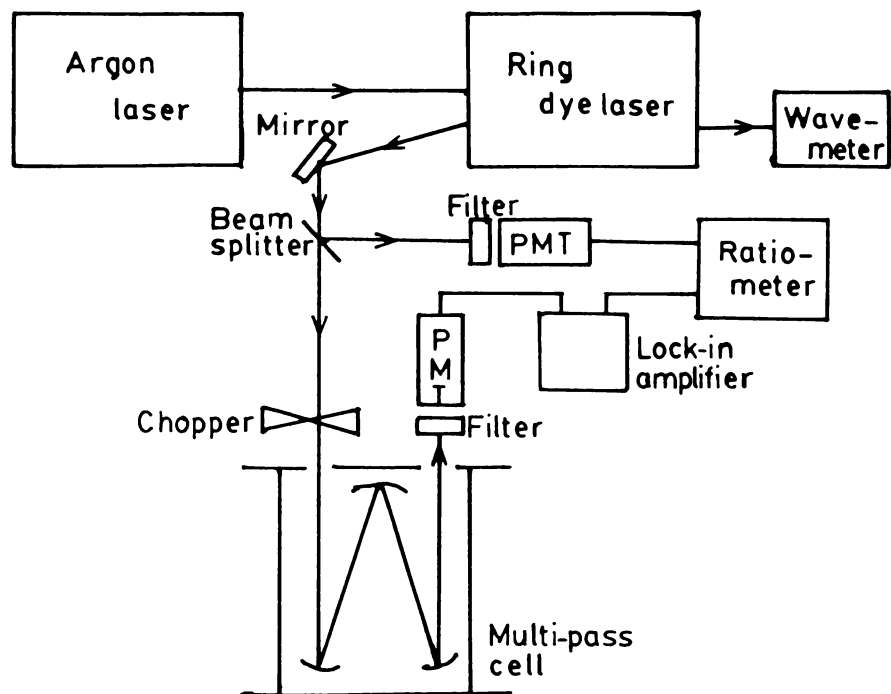 Argon
laser
Ring
dye laser
Wave-
meter
Mirror
Beam
splitter
Filter
PMT
Ratio-
meter
P
M
T
Lock-in
amplifier
Chopper
Filter
Multi-pass
cell